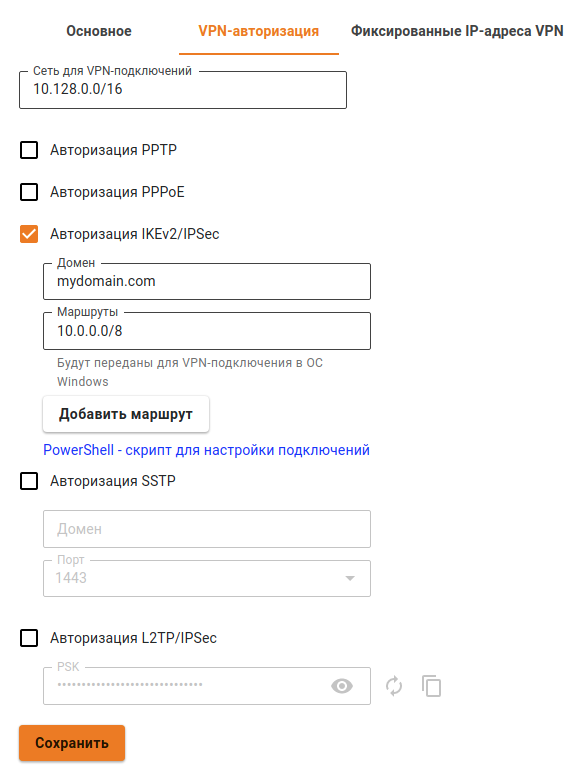 Основное VPN-авторизация Фиксированные IP-адреса VPN
Сеть для VPN-подключений
10.128.0.0/16
Авторизация PPTP
Авторизация PPPoE
Авторизация IKEv2/IPSec
Домен
mydomain.com
Маршруты
10.0.0.0/8
Будут переданы для VPN-подключения в ОС
Windows
Добавить маршрут
PowerShell - скрипт для настройки подключений
Авторизация SSTP
Домен
Порт
1443
Авторизация L2TP/IPSec
PSK
Сохранить